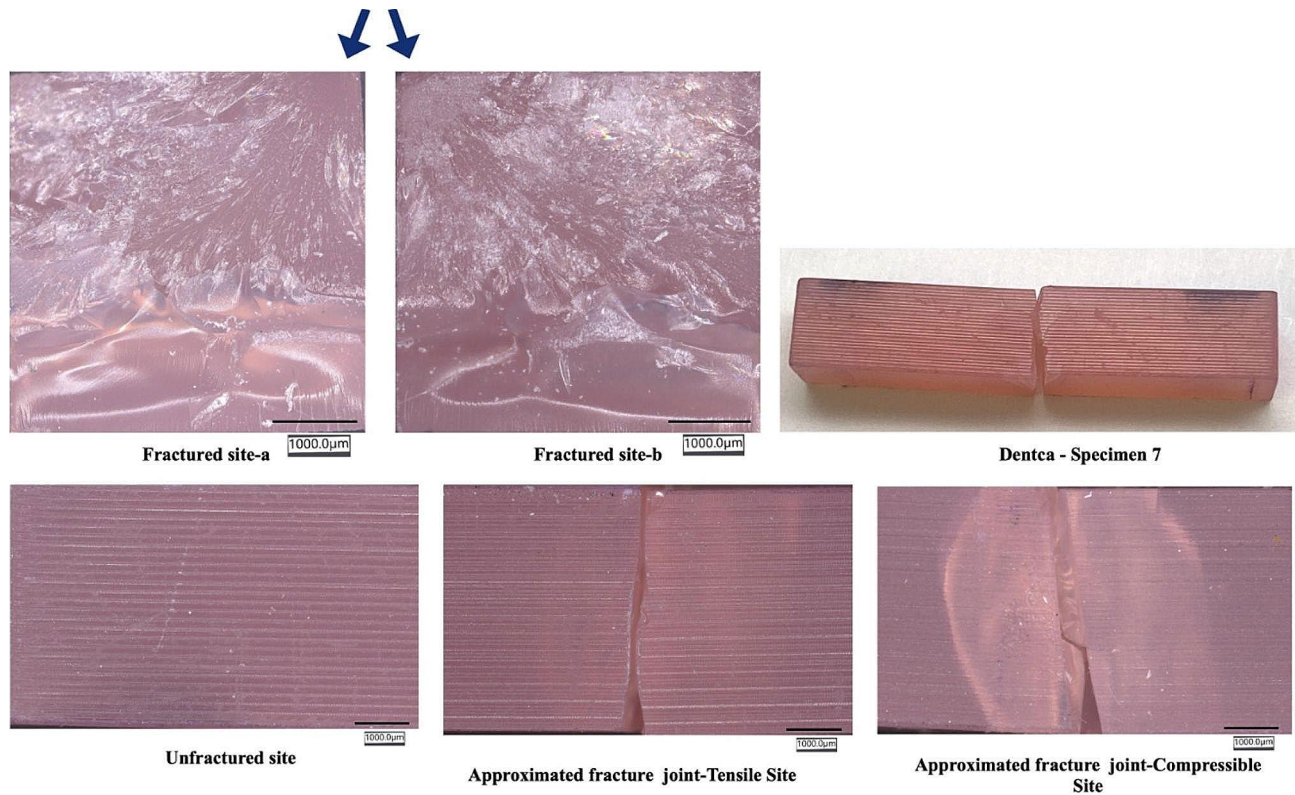 1000.0µm
1000.0µm
Fractured site-a
Fractured site-b
Dentca - Specimen 7
1000.0µm
1000.0µm
1000.0µm
Unfractured site
Approximated fracture joint-Tensile Site
Approximated fracture joint-Compressible
Site